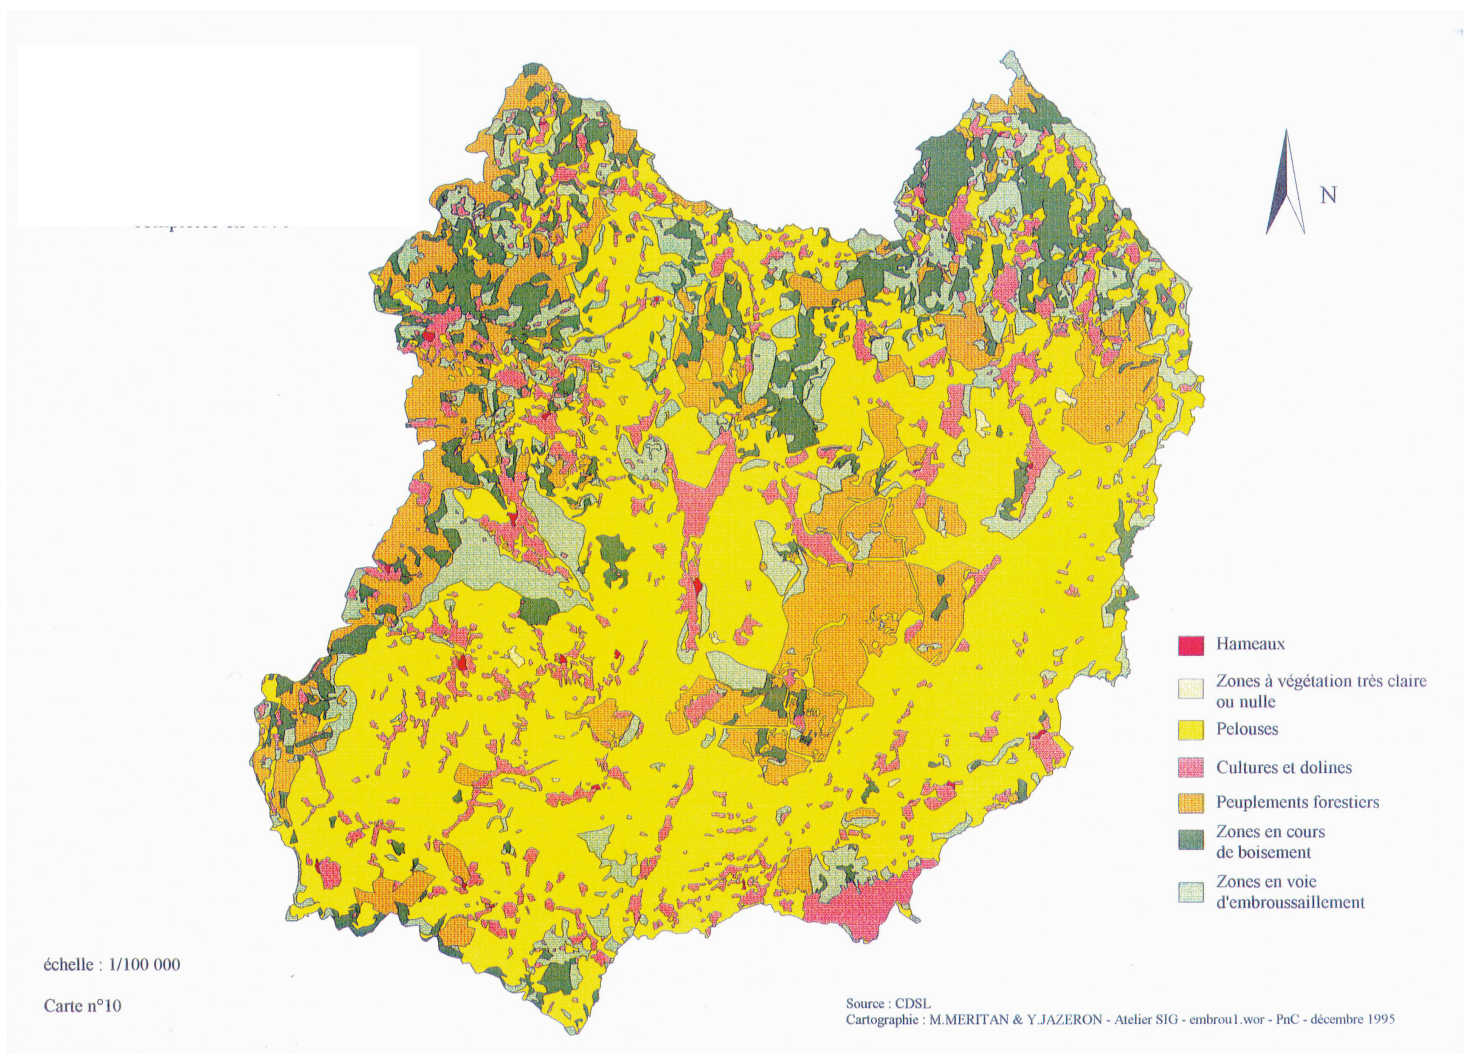 N
Hameaux
Zones à végétation très claire
ou nulle
Pelouses
Cultures et dolines
Peuplements forestiers
Zones en cours
de boisement
Zones en voie
d'embroussaillement
échelle : 1/100 000
Carte n°10
Source : CDSL
Cartographie : M.MERITAN & Y.JAZERON - Atelier SIG - embrou1.wor - PnC - décembre 1995